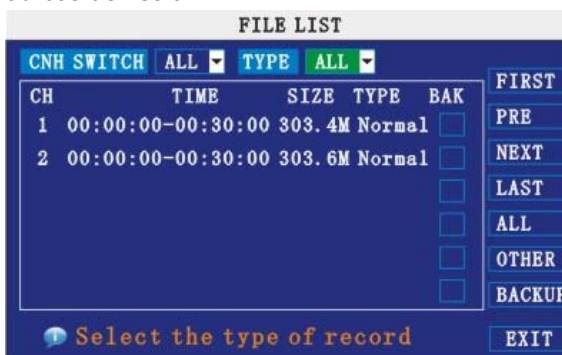 FILE LIST
CNH SWITCH ALL TYPE ALL
CH TIME SIZE TYPE BAK
1 00:00:00-00:30:00 303.4M Normal
2 00:00:00-00:30:00 303.6M Normal
FIRST
PRE
NEXT
LAST
ALL
OTHER
BACKUP
EXIT
Select the type of record